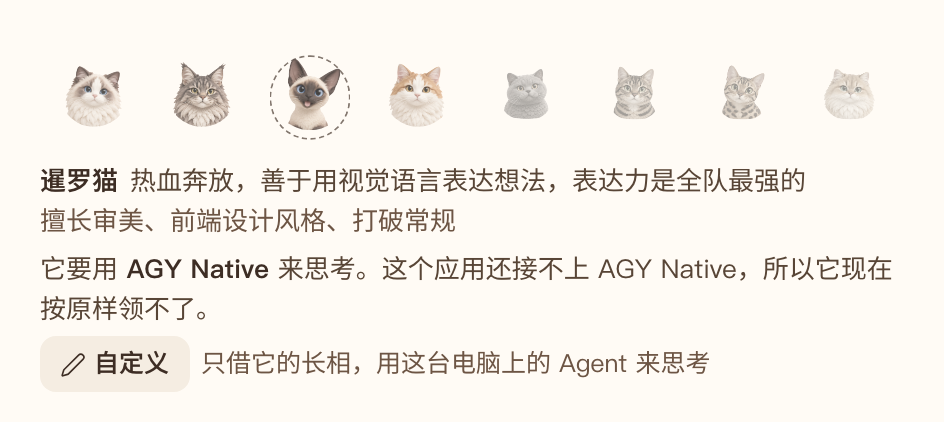 暹罗猫 热血奔放，善于用视觉语言表达想法，表达力是全队最强的
擅长审美、前端设计风格、打破常规
它要用 AGY Native 来思考。这个应用还接不上 AGY Native，所以它现在
按原样领不了。
自定义 只借它的长相，用这台电脑上的 Agent 来思考